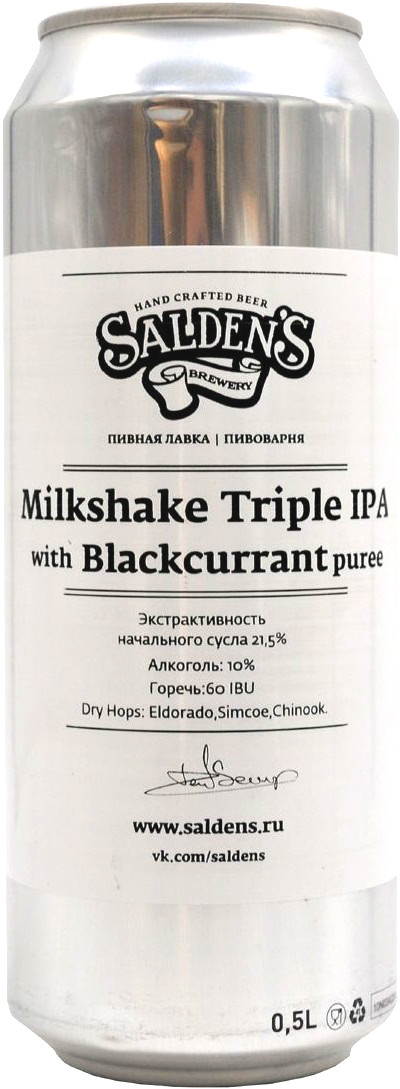 HAND CRAFTED BEER
SALDEN'S
BREWERY
ПИВНАЯ ЛАВКА | ПИВОВАРНЯ
Milkshake Triple IPA
with Blackcurrant puree
Экстрактивность
начального сусла 21,5%
Алкоголь: 10%
Горечь:60 IBU
Dry Hops: Eldorado,Simcoe,Chinook.
www.saldens.ru
vk.com/saldens
0,5L